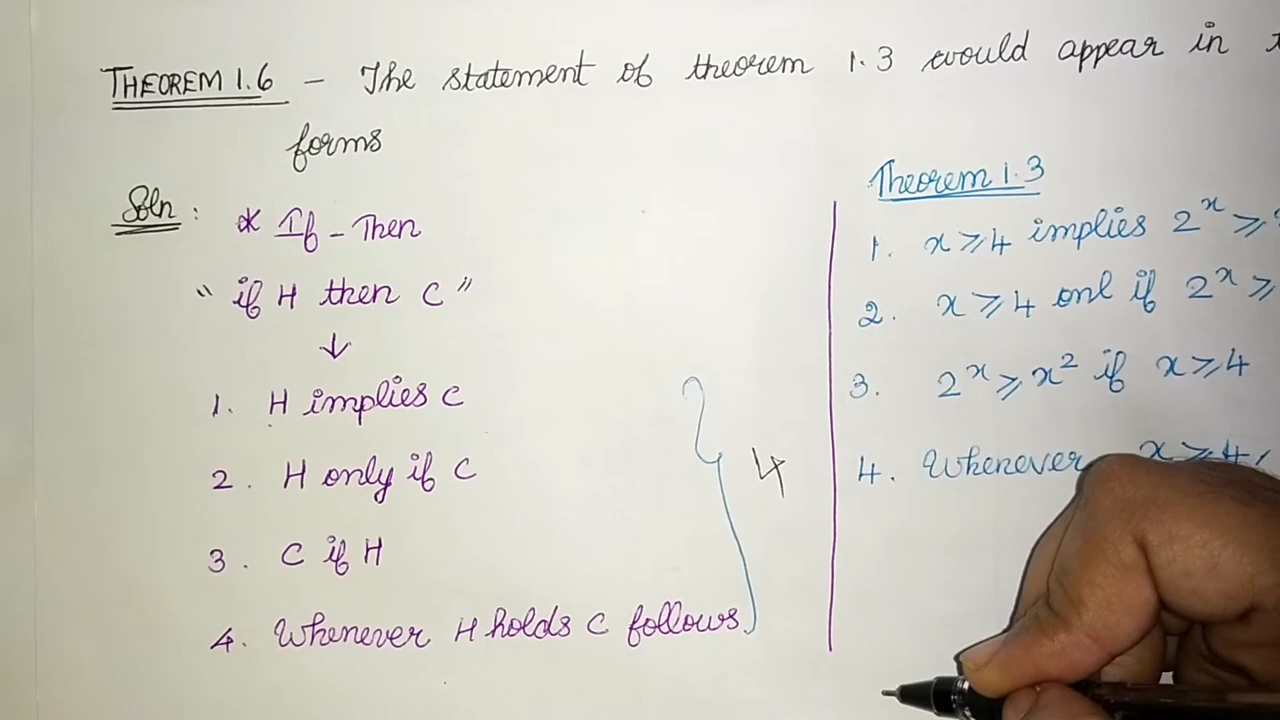 THEOREM 1.6 - The statement of theorem 1.3 would appear in
forms
Soln : * If - Then
" if H then C "
↓
1. H implies C
2. H only if C
3. C if H
4. Whenever H holds C follows.
4
Theorem 1.3
1. x ≥ 4 implies 2^x ≥
2. x ≥ 4 onl if 2^x ≥
3. 2^x ≥ x^2 if x ≥ 4
4. Whenever x ≥ 4,